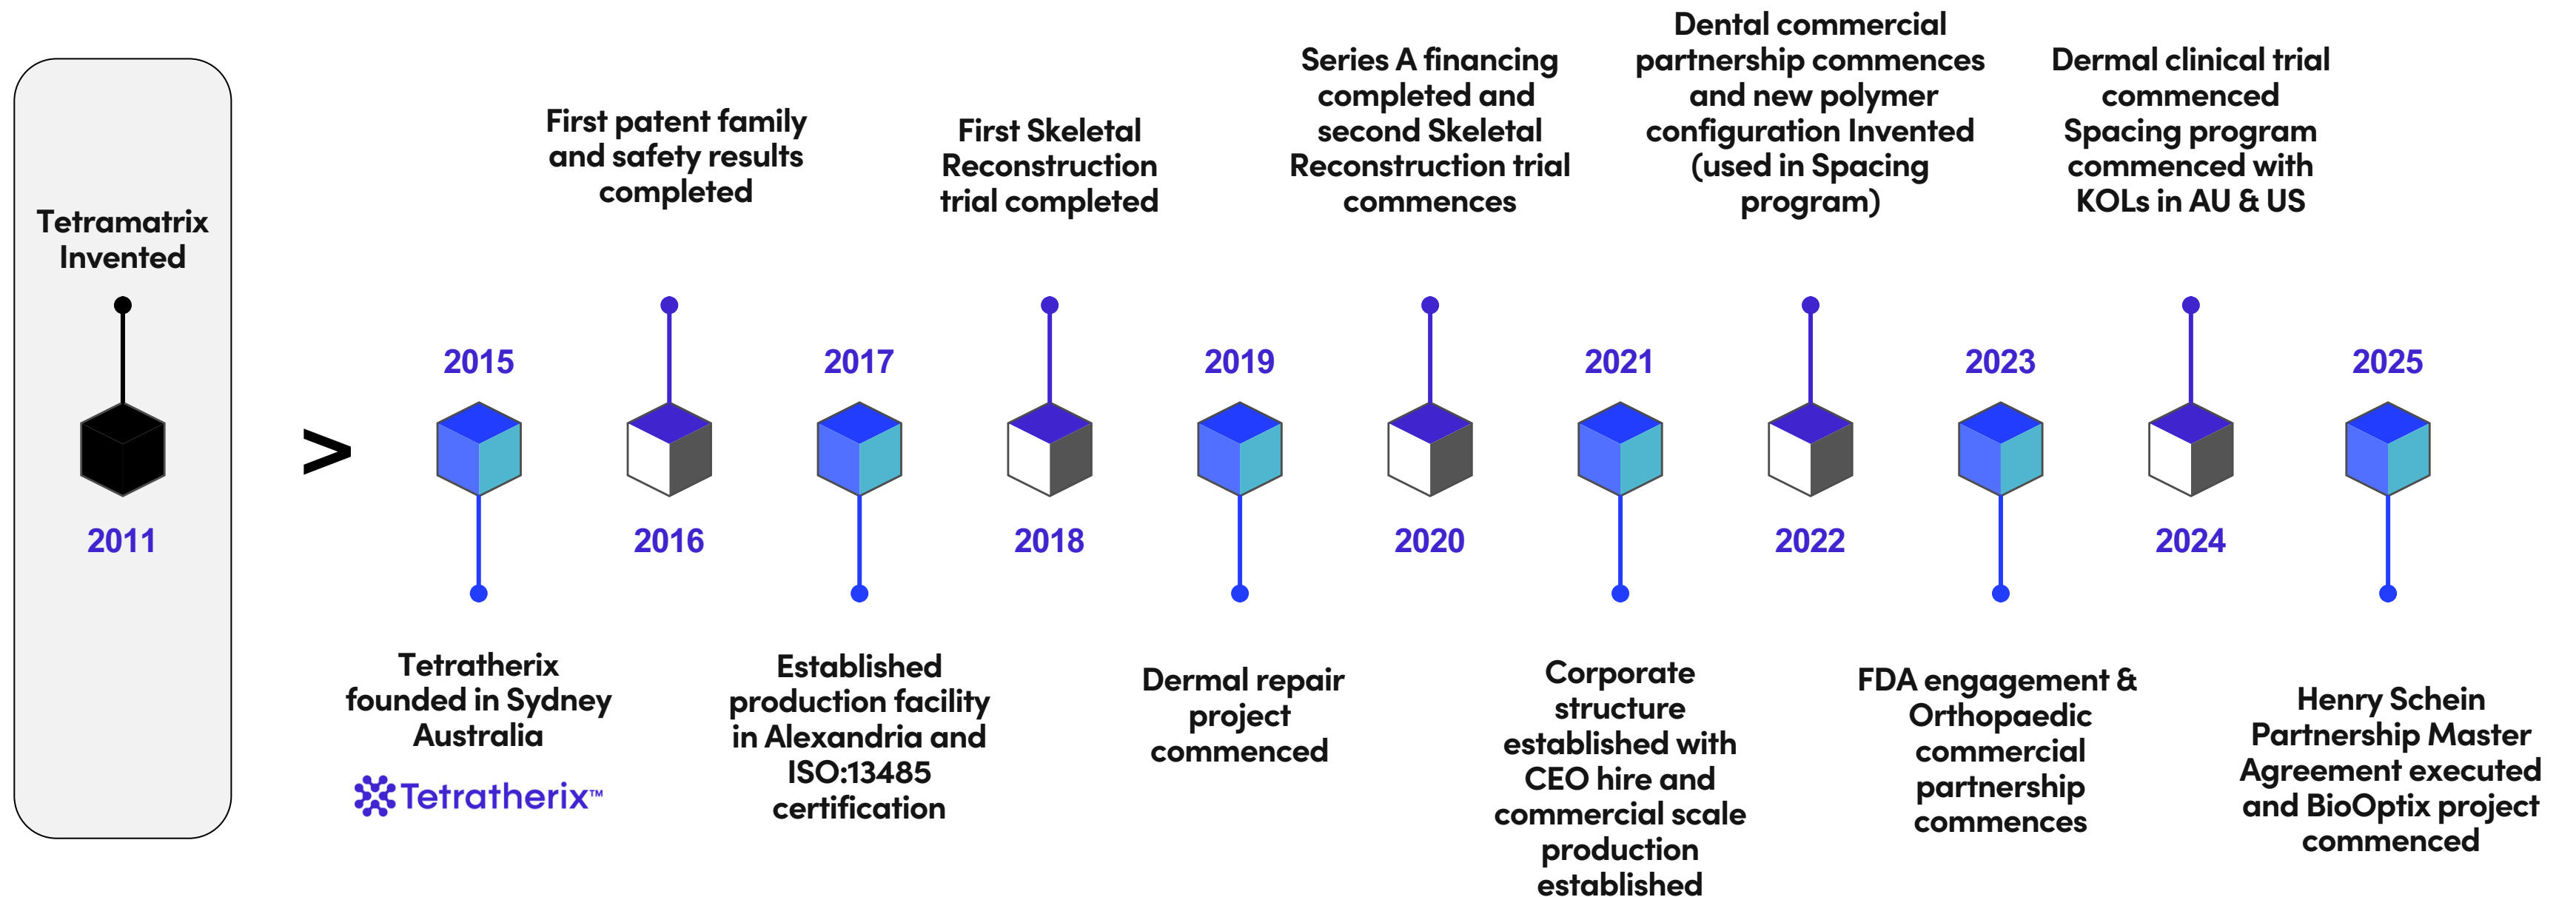 Tetramatrix
Invented
2011
>
2015
Tetratherix
founded in Sydney
Australia
Tetratherix™
First patent family
and safety results
completed
2016
2017
Established
production facility
in Alexandria and
ISO:13485
certification
First Skeletal
Reconstruction
trial completed
2018
2019
Dermal repair
project
commenced
Series A financing
completed and
second Skeletal
Reconstruction trial
commences
2020
2021
Corporate
structure
established with
CEO hire and
commercial scale
production
established
Dental commercial
partnership commences
and new polymer
configuration Invented
(used in Spacing
program)
2022
2023
FDA engagement &
Orthopaedic
commercial
partnership
commences
Dermal clinical trial
commenced
Spacing program
commenced with
KOLs in AU & US
2024
2025
Henry Schein
Partnership Master
Agreement executed
and BioOptix project
commenced